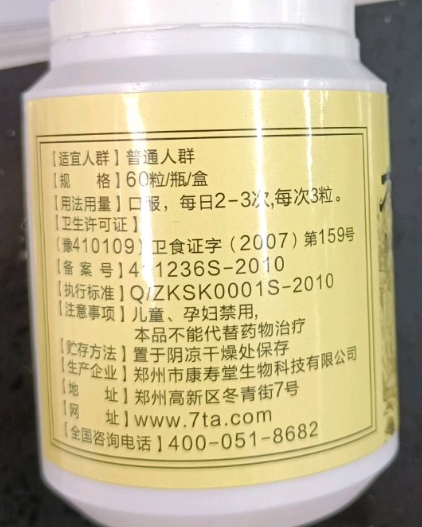 【适宜人群】普通人群
【规 格】60粒/瓶/盒
【用法用量】口服，每日2-3次,每次3粒。
【卫生许可证】
(豫410109)卫食证字（2007）第159号
【备 案 号】411236S-2010
【执行标准】Q/ZKSK0001S-2010
【注意事项】儿童、孕妇禁用,
本品不能代替药物治疗
【贮存方法】置于阴凉干燥处保存
【生产企业】郑州市康寿堂生物科技有限公司
【地 址】郑州高新区冬青街7号
【网 址】www.7ta.com
【全国咨询电话】400-051-8682